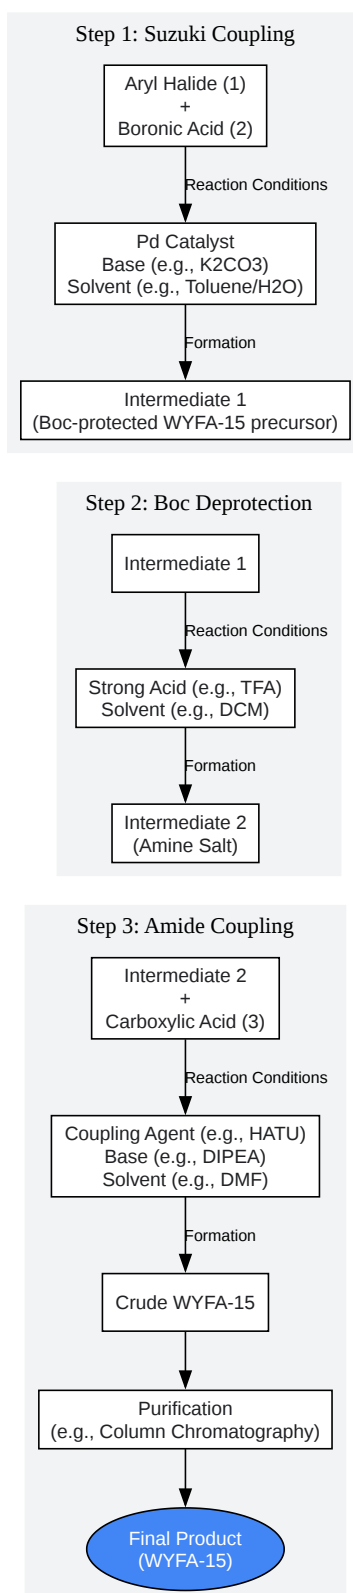 Step 1: Suzuki Coupling
Aryl Halide (1)
+
Boronic Acid (2)
Reaction Conditions
Pd Catalyst
Base (e.g., K2CO3)
Solvent (e.g., Toluene/H2O)
Formation
Intermediate 1
(Boc-protected WYFA-15 precursor)
Step 2: Boc Deprotection
Intermediate 1
Reaction Conditions
Strong Acid (e.g., TFA)
Solvent (e.g., DCM)
Formation
Intermediate 2
(Amine Salt)
Step 3: Amide Coupling
Intermediate 2
+
Carboxylic Acid (3)
Reaction Conditions
Coupling Agent (e.g., HATU)
Base (e.g., DIPEA)
Solvent (e.g., DMF)
Formation
Crude WYFA-15
Purification
(e.g., Column Chromatography)
Final Product
(WYFA-15)